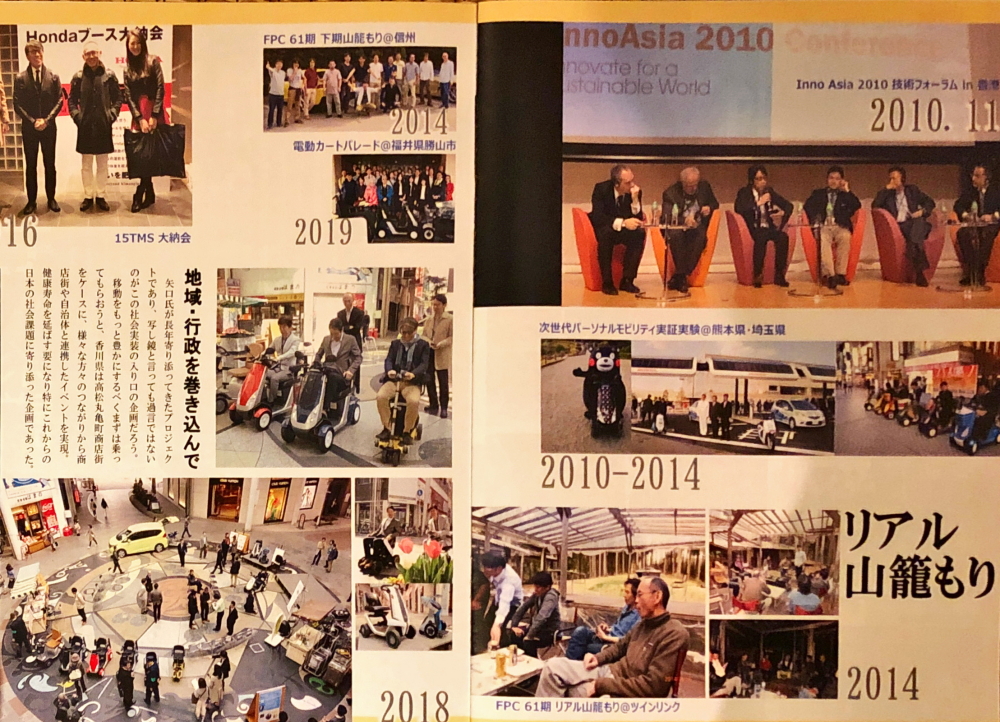 Hondaブース大納会
16
15TMS 大納会
FPC 61期 下期山籠もり@信州
2014
電動カートパレード@福井県勝山市
2019
地域・行政を巻き込んで
矢口氏が長年寄り添ってきたプロジェク
トであり、写し鏡と言っても過言ではない
のがこの社会実装の入り口の企画だろう。
移動をもっと豊かにするべくまずは乗っ
てもらおうと、香川県は高松丸亀町商店街
をケースに、様々な方々のつながりから商
店街や自治体と連携したイベントを実現。
健康寿命を延ばす要になり特にこれからの
日本の社会課題に寄り添った企画であった。
2018
InnoAsia 2010
Conference
nnovate for a
ustainable World
Inno Asia 2010 技術フォーラム in 香港
2010.11
次世代パーソナルモビリティ実証実験@熊本県・埼玉県
2010-2014
リアル
山籠もり
2014
FPC 61期 リアル山籠もり@ツインリンク